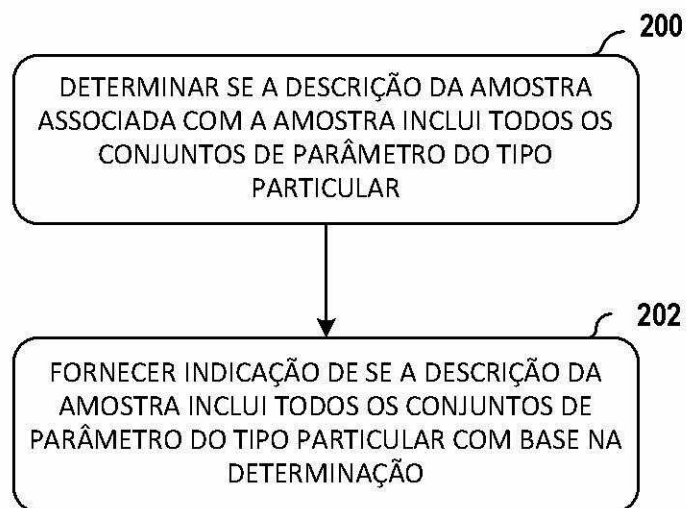 200
DETERMINAR SE A DESCRIÇÃO DA AMOSTRA
ASSOCIADA COM A AMOSTRA INCLUI TODOS OS
CONJUNTOS DE PARÂMETRO DO TIPO
PARTICULAR
202
FORNECER INDICAÇÃO DE SE A DESCRIÇÃO DA
AMOSTRA INCLUI TODOS OS CONJUNTOS DE
PARÂMETRO DO TIPO PARTICULAR COM BASE NA
DETERMINAÇÃO